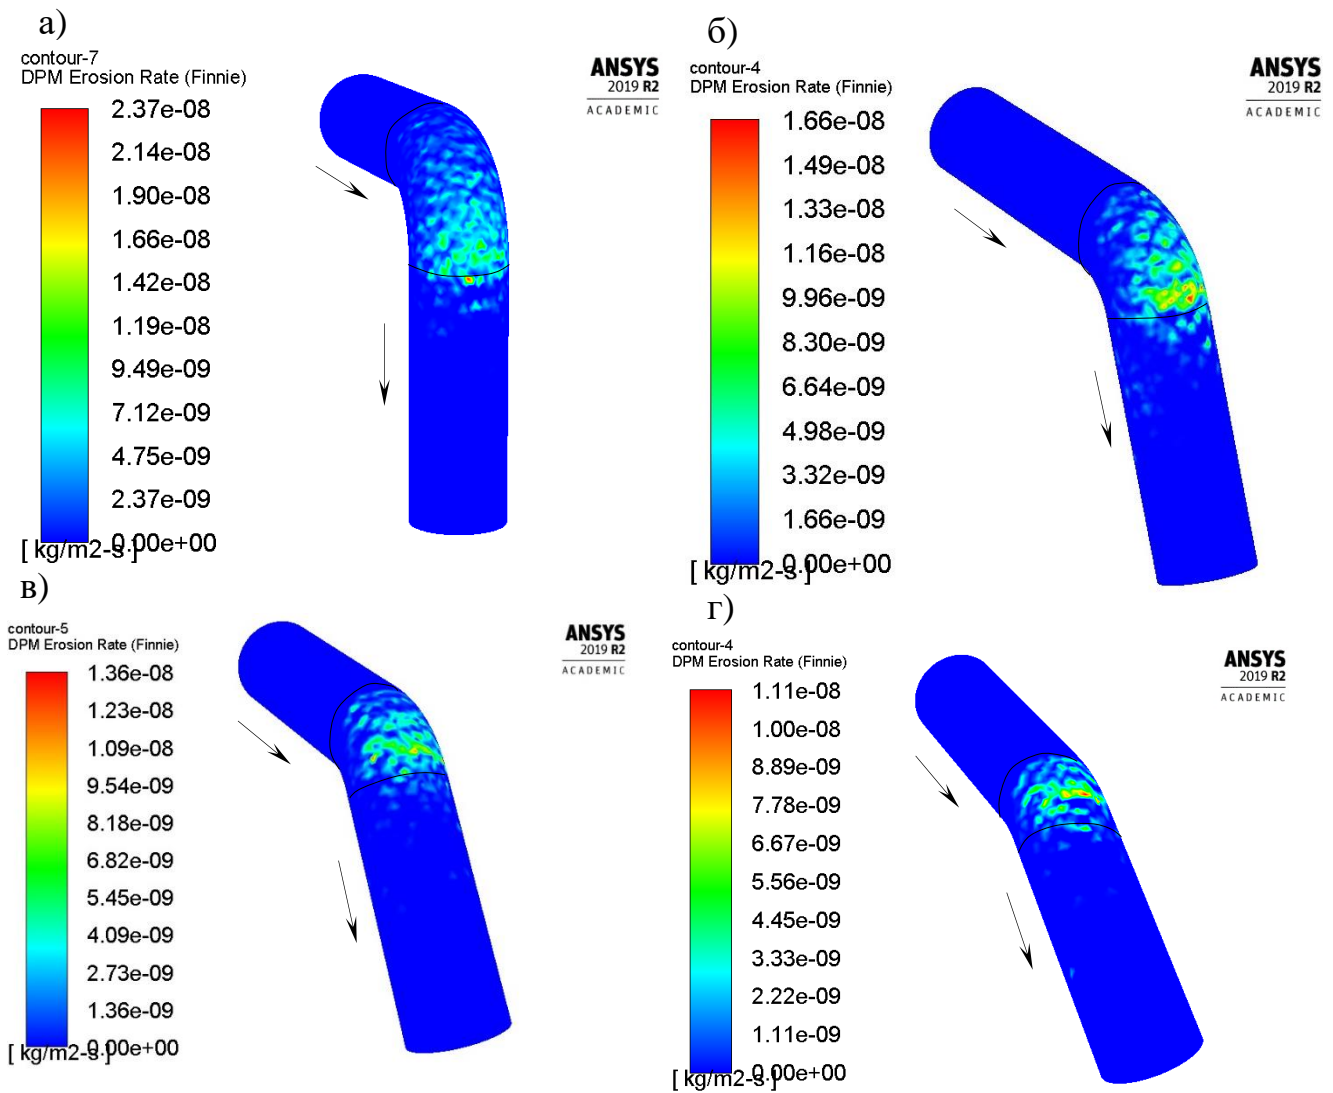 а)
contour-7
DPM Erosion Rate (Finnie)
2.37e-08
2.14e-08
1.90e-08
1.66e-08
1.42e-08
1.19e-08
9.49e-09
7.12e-09
4.75e-09
2.37e-09
0.00e+00
[ kg/m2-s ]
ANSYS
2019 R2
ACADEMIC
б)
contour-4
DPM Erosion Rate (Finnie)
1.66e-08
1.49e-08
1.33e-08
1.16e-08
9.96e-09
8.30e-09
6.64e-09
4.98e-09
3.32e-09
1.66e-09
0.00e+00
[ kg/m2-s ]
ANSYS
2019 R2
ACADEMIC
в)
contour-5
DPM Erosion Rate (Finnie)
1.36e-08
1.23e-08
1.09e-08
9.54e-09
8.18e-09
6.82e-09
5.45e-09
4.09e-09
2.73e-09
1.36e-09
0.00e+00
[ kg/m2-s ]
ANSYS
2019 R2
ACADEMIC
г)
contour-4
DPM Erosion Rate (Finnie)
1.11e-08
1.00e-08
8.89e-09
7.78e-09
6.67e-09
5.56e-09
4.45e-09
3.33e-09
2.22e-09
1.11e-09
0.00e+00
[ kg/m2-s ]
ANSYS
2019 R2
ACADEMIC